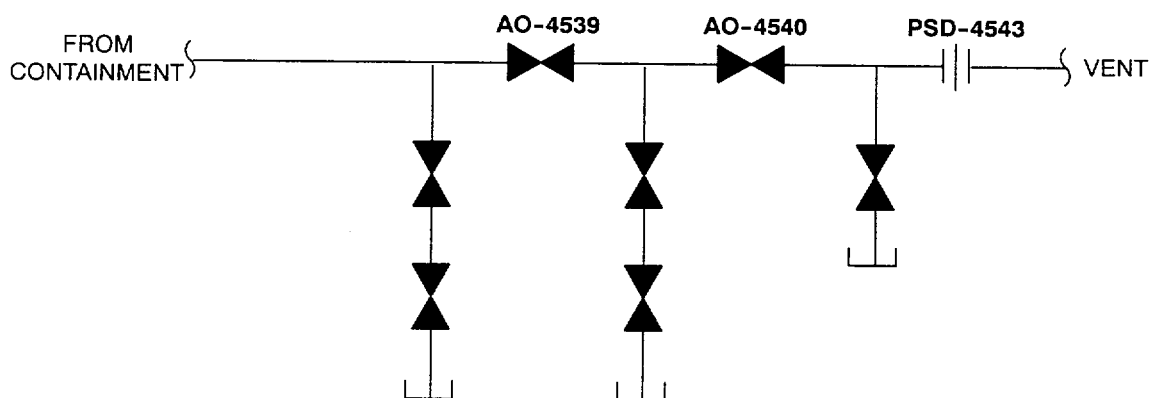 AO-4539
AO-4540
PSD-4543
FROM
CONTAINMENT
VENT